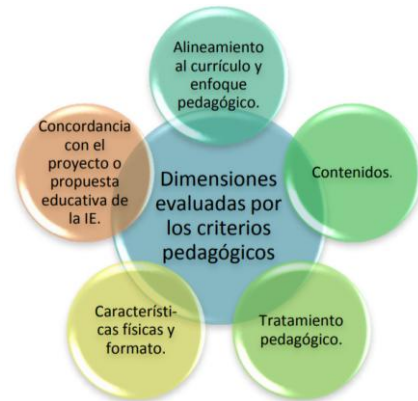 Alineamiento
al currículo y
enfoque
pedagógico.
Contenidos.
Tratamiento
pedagógico.
Característi-
cas físicas y
formato.
Concordancia
con el
proyecto o
propuesta
educativa de
la IE.
Dimensiones
evaluadas por
los criterios
pedagógicos